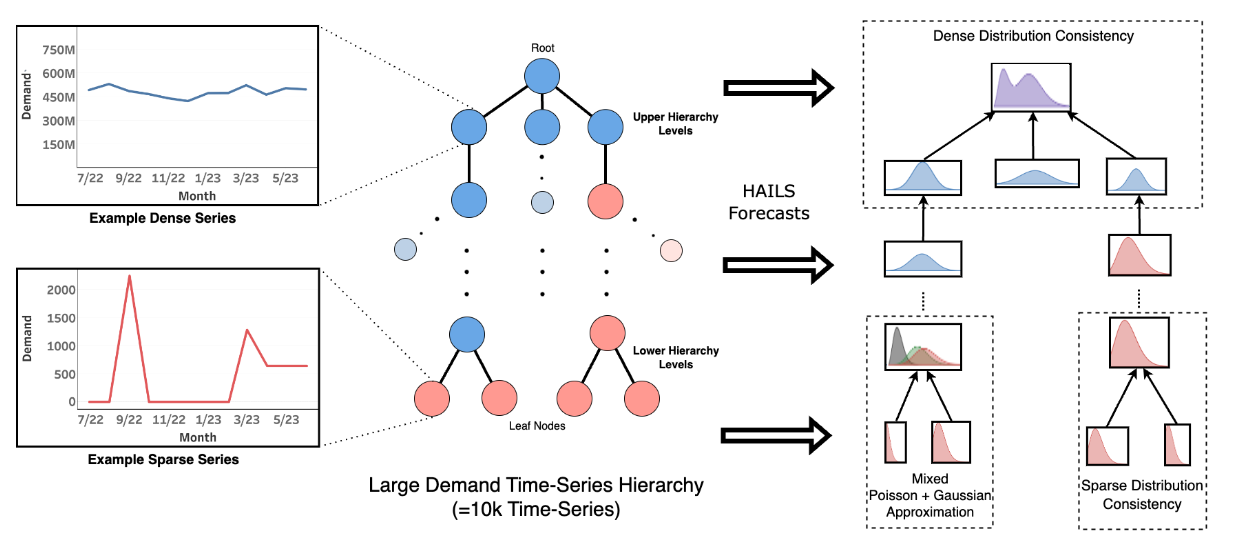 750M
600M
450M
300M
150M
Demand
7/22 9/22 11/22 1/23 3/23 5/23
Month
Example Dense Series
2000
1500
1000
500
0
Demand
7/22 9/22 11/22 1/23 3/23 5/23
Month
Example Sparse Series
Root
Upper Hierarchy
Levels
Lower Hierarchy
Levels
Leaf Nodes
Large Demand Time-Series Hierarchy
(=10k Time-Series)
HAILS
Forecasts
Dense Distribution Consistency
Mixed
Poisson + Gaussian
Approximation
Sparse Distribution
Consistency